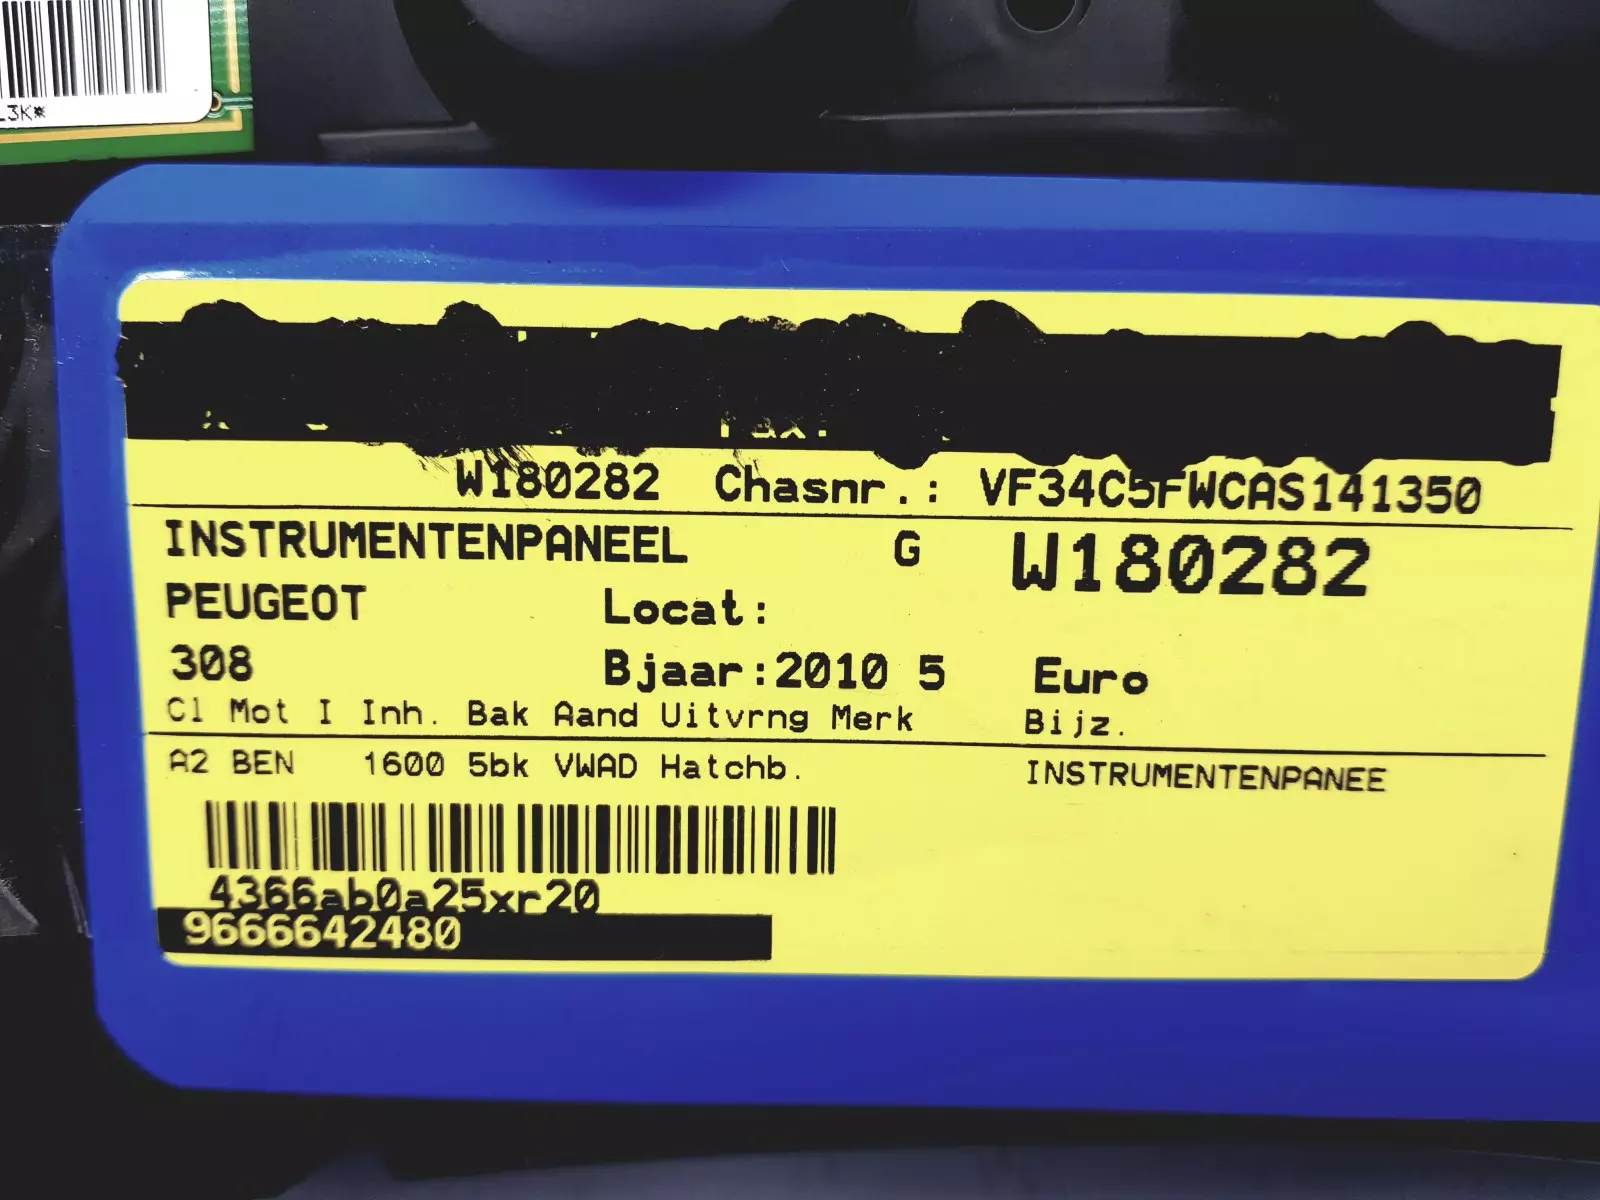 L3K*
W180282 Chasnr.: VF34C5FWCAS141350
INSTRUMENTENPANEEL G W180282
PEUGEOT Locat:
308 Bjaar:2010 5 Euro
Cl Mot I Inh. Bak Aand Uitvrng Merk Bijz.
A2 BEN 1600 5bk VWAD Hatchb. INSTRUMENTENPANEE
4366ab0a25xr20
9666642480